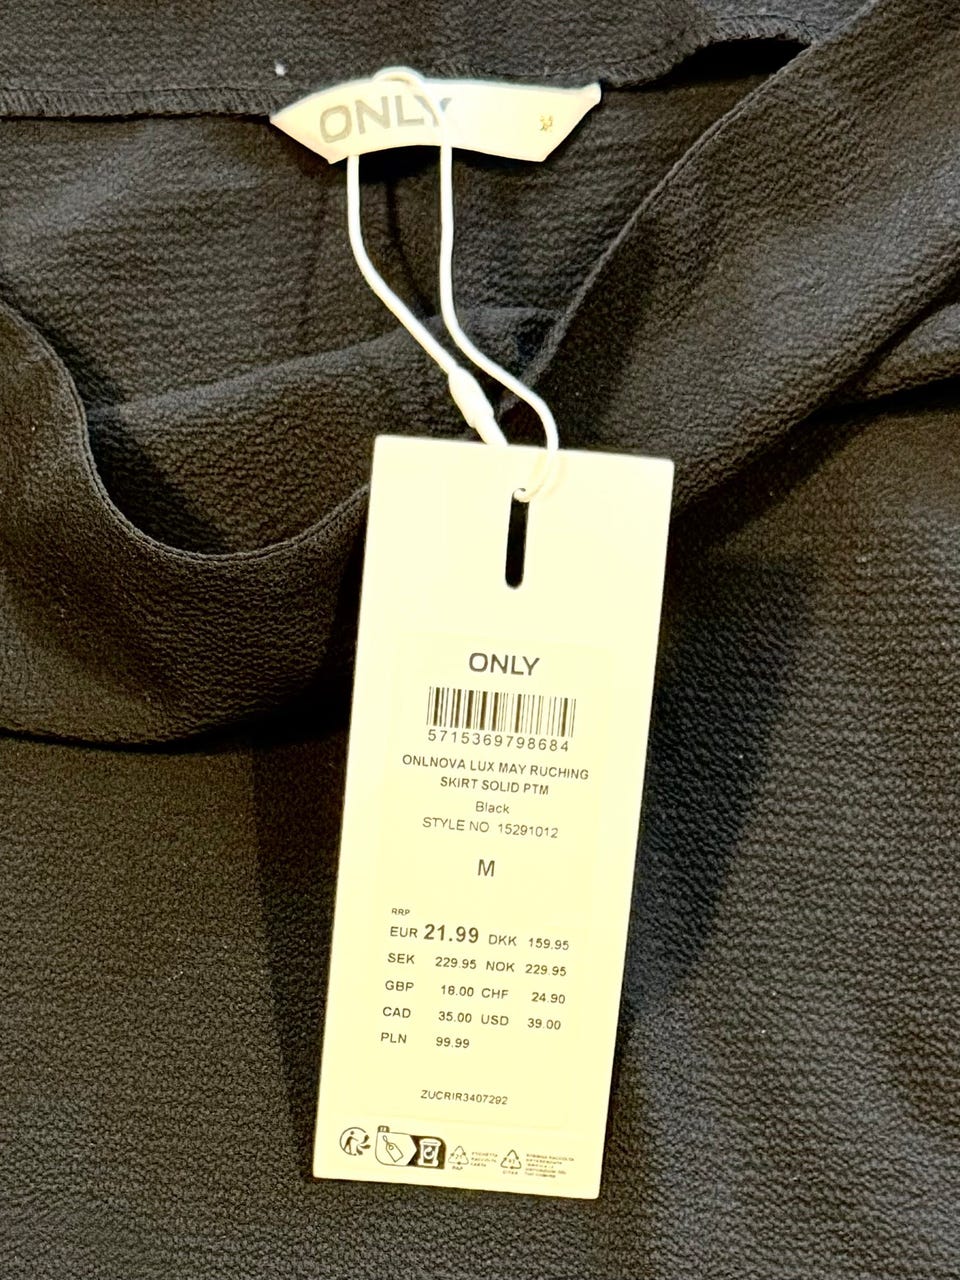 ONLY
ONLY
5715369798684
ONLNOVA LUX MAY RUCHING
SKIRT SOLID PTM
Black
STYLE NO. 15291012
M
RRP
EUR 21.99 DKK 159.95
SEK 229.95 NOK 229.95
GBP 18.00 CHF 24.90
CAD 35.00 USD 39.00
PLN 99.99
ZUCRIR3407292